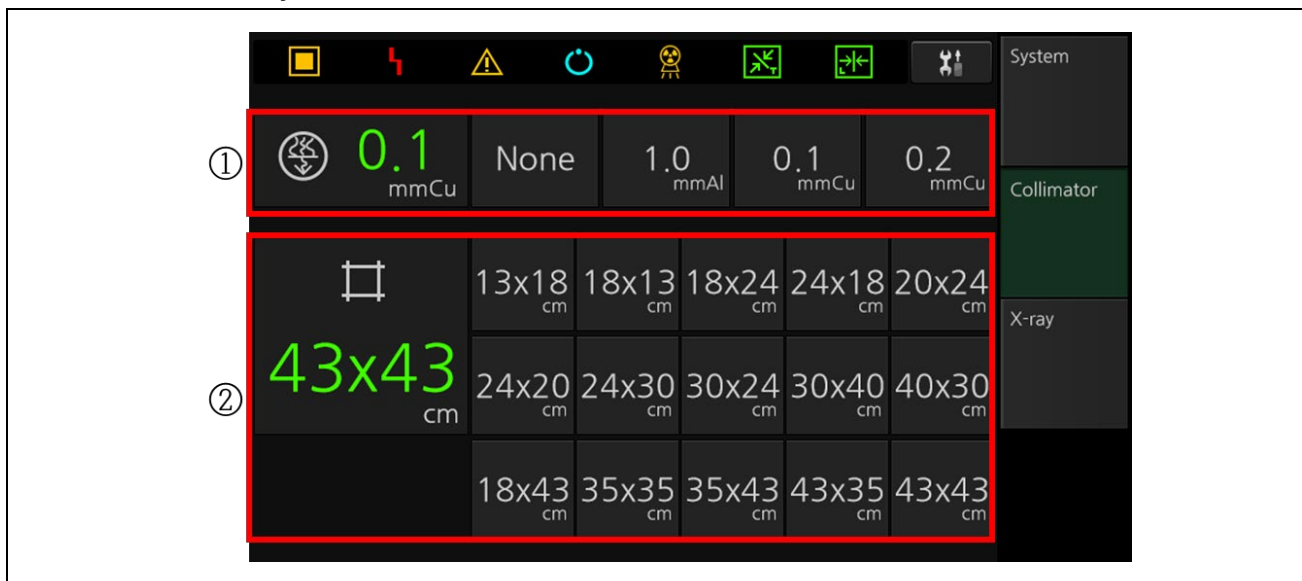 System
① 0.1 mmCu None 1.0 mmAl 0.1 mmCu 0.2 mmCu
Collimator
13x18 cm 18x13 cm 18x24 cm 24x18 cm 20x24 cm
X-ray
② 43x43 cm 24x20 cm 24x30 cm 30x24 cm 30x40 cm 40x30 cm
18x43 cm 35x35 cm 35x43 cm 43x35 cm 43x43 cm